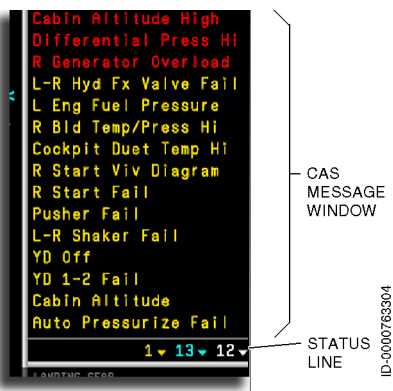 Cabin Altitude High
Differential Press Hi
R Generator Overload
L-R Hyd Fx Valve Fail
L Eng Fuel Pressure
R Bld Temp/Press Hi
Cockpit Duct Temp Hi
R Start Vlv Diagram
R Start Fail
Pusher Fail
L-R Shaker Fail
YD Off
YD 1-2 Fail
Cabin Altitude
Auto Pressurize Fail
1 13 12
LANDING GEAR
CAS
MESSAGE
WINDOW
STATUS
LINE
ID-0000763304